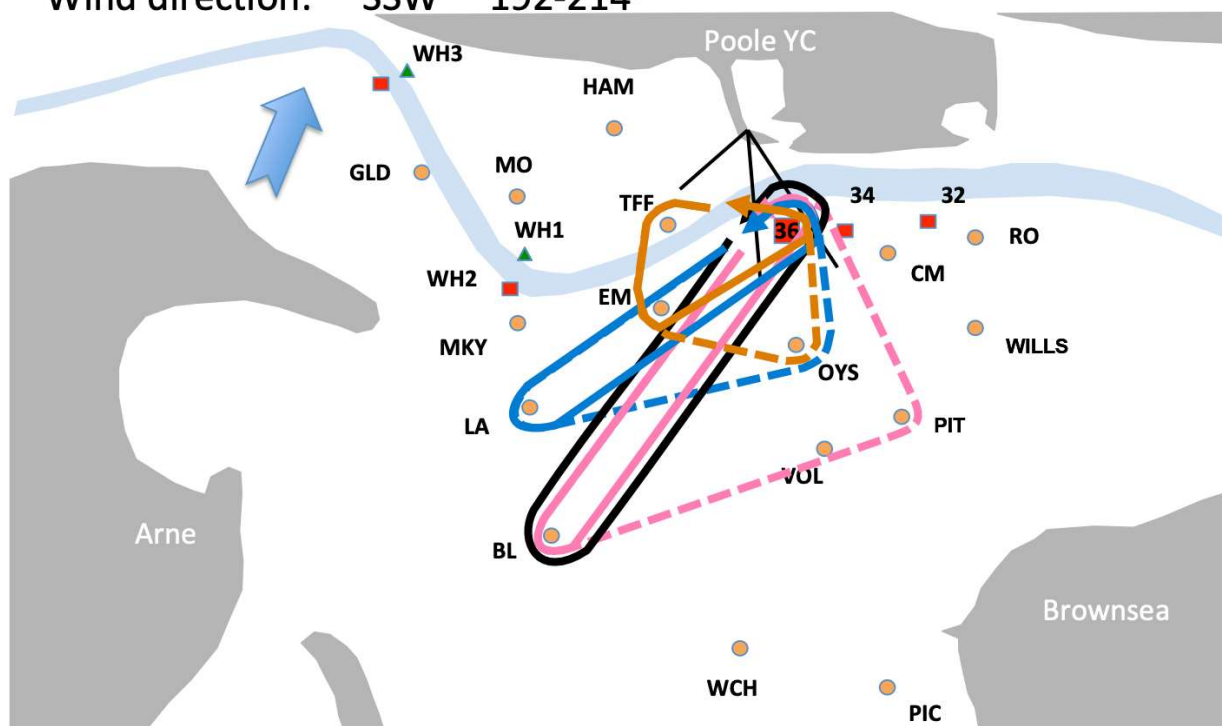 Wind direction: SSW 192-214
Poole YC
WH3
HAM
GLD
MO
TFF
34
32
WH1
36
RO
CM
WH2
EM
MKY
WILLS
OYS
LA
PIT
VOL
Arne
BL
Brownsea
WCH
PIC